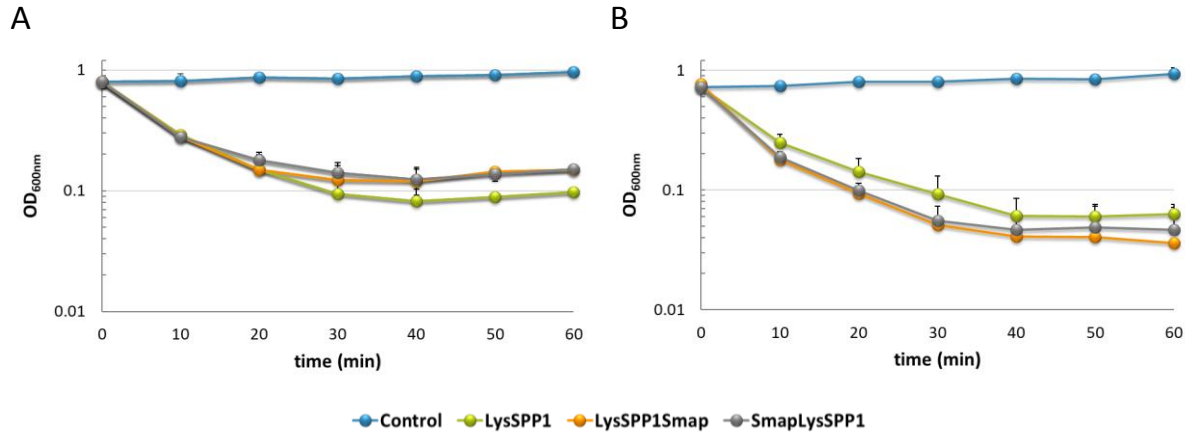 A
B
1
0.1
0.01
OD600nm
0 10 20 30 40 50 60
time (min)
1
0.1
0.01
OD600nm
0 10 20 30 40 50 60
time (min)
Control LysSPP1 LysSPP1Smap SmapLysSPP1